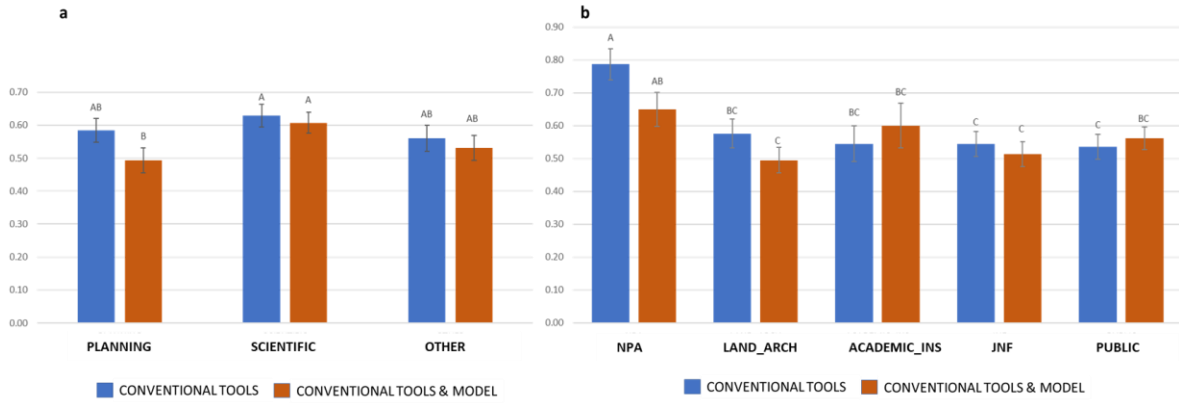 a
0.70
0.60
0.50
0.40
0.30
0.20
0.10
0.00
AB
B
A
A
AB
AB
PLANNING
SCIENTIFIC
OTHER
CONVENTIONAL TOOLS
CONVENTIONAL TOOLS & MODEL
b
0.90
0.80
0.70
0.60
0.50
0.40
0.30
0.20
0.10
0.00
A
AB
BC
C
BC
BC
C
C
C
BC
NPA
LAND_ARCH
ACADEMIC_INS
JNF
PUBLIC
CONVENTIONAL TOOLS
CONVENTIONAL TOOLS & MODEL